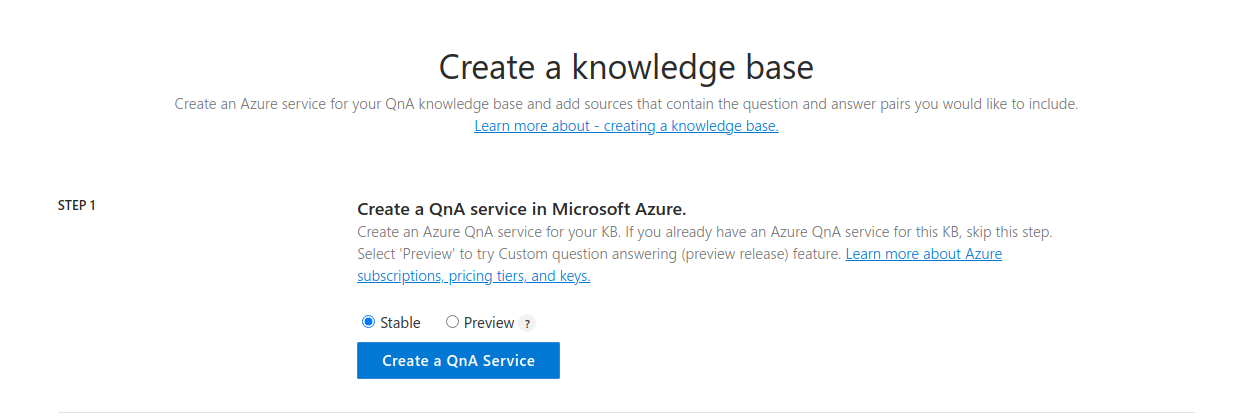 Create a knowledge base
Create an Azure service for your QnA knowledge base and add sources that contain the question and answer pairs you would like to include.
Learn more about - creating a knowledge base.
STEP 1
Create a QnA service in Microsoft Azure.
Create an Azure QnA service for your KB. If you already have an Azure QnA service for this KB, skip this step.
Select 'Preview' to try Custom question answering (preview release) feature. Learn more about Azure
subscriptions, pricing tiers, and keys.
Stable Preview ?
Create a QnA Service